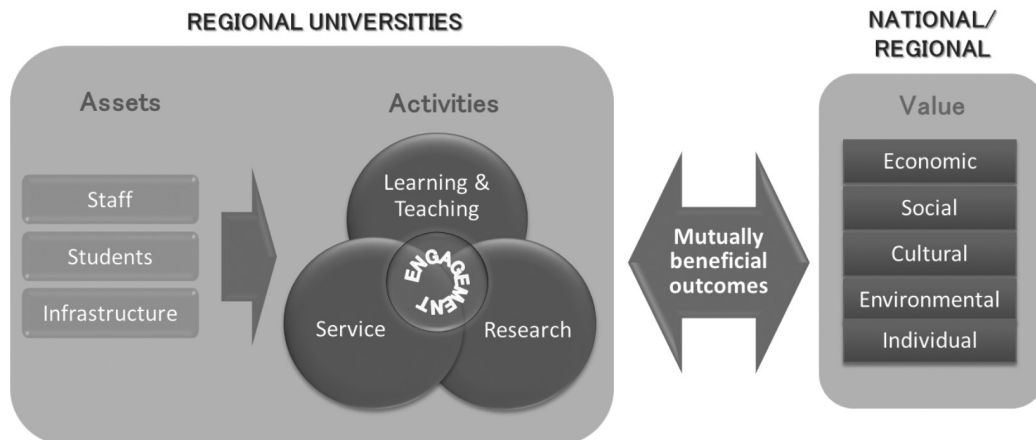 REGIONAL UNIVERSITIES
Assets
Staff
Students
Infrastructure
Activities
Learning &
Teaching
ENGAGEMENT
Service
Research
Mutually
beneficial
outcomes
NATIONAL/
REGIONAL
Value
Economic
Social
Cultural
Environmental
Individual